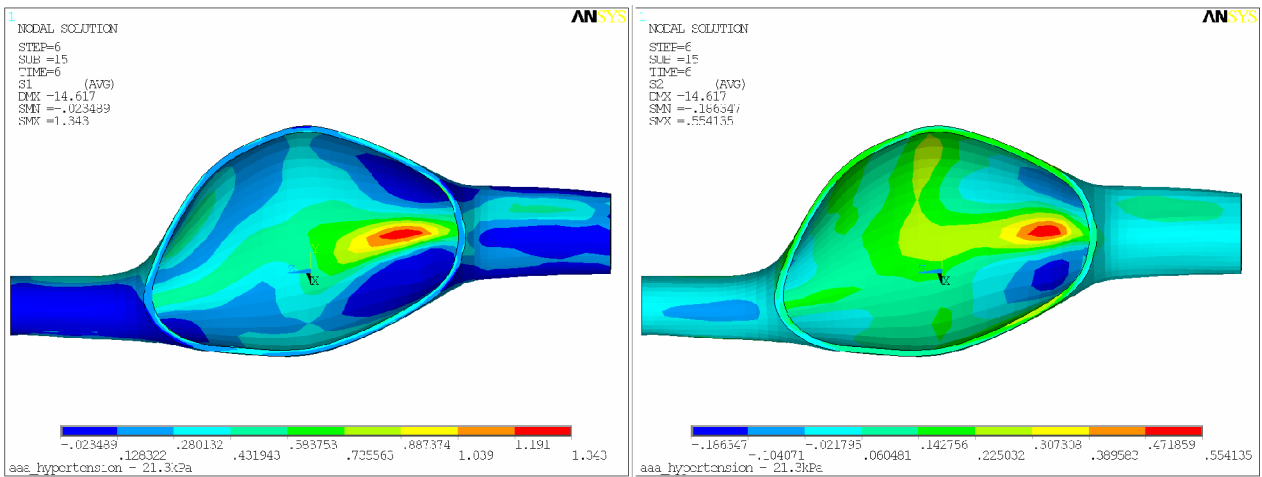 1
ANSYS
NODAL SOLUTION
STEP=6
SUB =15
TIME=6
S1 (AVG)
DMX =14.617
SMN =-.023489
SMX =1.343
-.023489 .280132 .583753 .887374 1.191
.128322 .431943 .735563 1.039 1.343
aaa_hypertension - 21.3kPa
Y
Z
X
1
ANSYS
NODAL SOLUTION
STEP=6
SUB =15
TIME=6
S2 (AVG)
DMX =14.617
SMN =-.186347
SMX =.554135
-.186347 -.021795 .142756 .307308 .471859
-.104071 .060481 .225032 .389583 .554135
aaa_hypertension - 21.3kPa
X